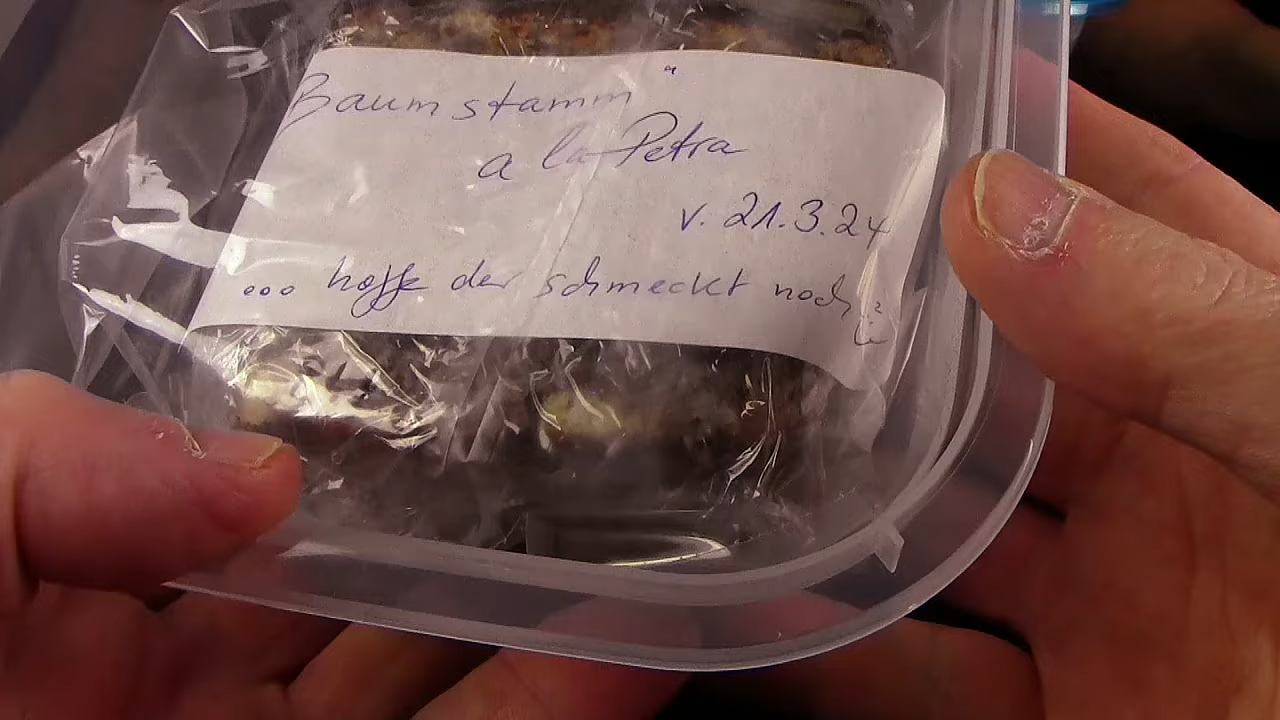 Baumstamm"
a la Petra
v. 21.3.24
... hoffe der schmeckt noch